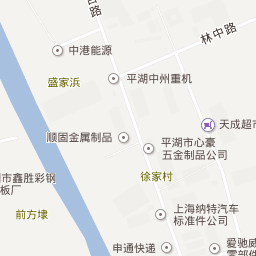 林中路
路
中港能源
盛家浜
平湖中州重机
天成超市
顺固金属制品
平湖市心豪
五金制品公司
徐家村
市鑫胜彩钢
板厂
前方埭
上海纳特汽车
标准件公司
申通快递
爱驰威
零部件